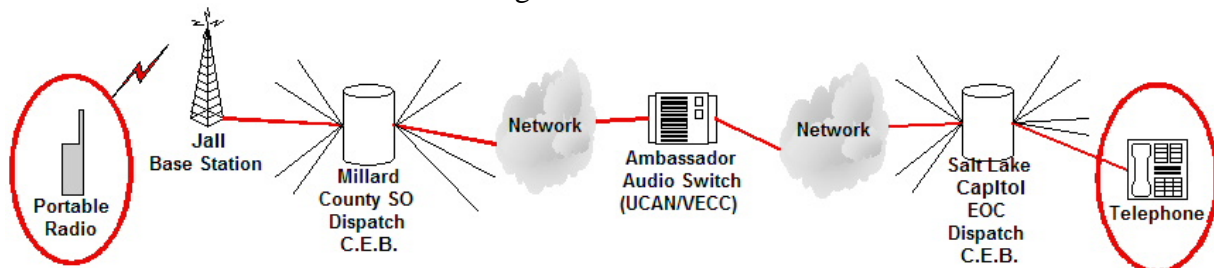 Portable
Radio
Jail
Base Station
Millard
County SO
Dispatch
C.E.B.
Network
Ambassador
Audio Switch
(UCAN/VECC)
Network
Salt Lake
Capitol
EOC
Dispatch
C.E.B.
Telephone